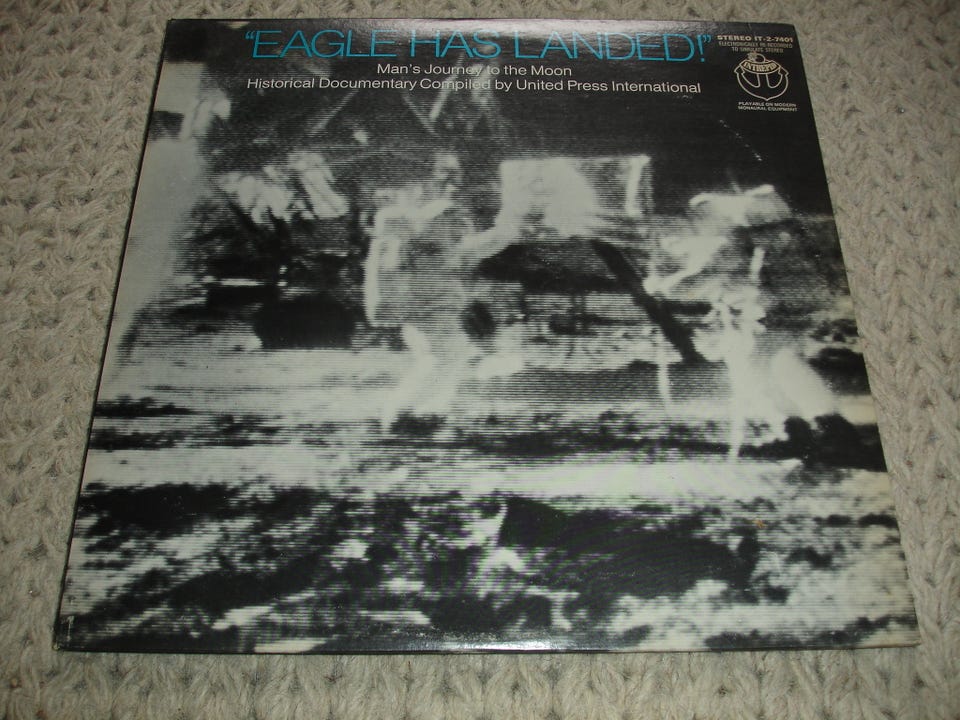 "EAGLE HAS LANDED!"
Man's Journey to the Moon
Historical Documentary Compiled by United Press International
STEREO IT-2-7401
ELECTRONICALLY RE-RECORDED
TO SIMULATE STEREO
INTREPID
PLAYABLE ON MODERN
MONAURAL EQUIPMENT